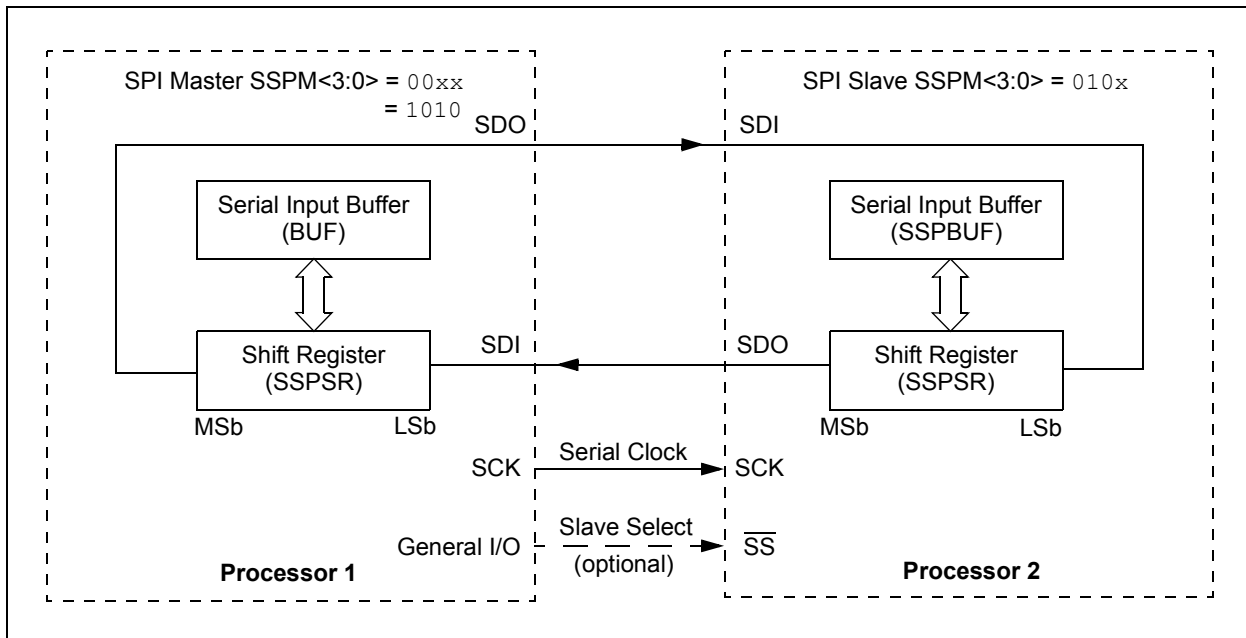 SPI Master SSPM<3:0> = 00xx
= 1010
SDO
Serial Input Buffer
(BUF)
SDI
Shift Register
(SSPSR)
MSb
LSb
SCK
General I/O
Processor 1
Serial Clock
Slave Select
(optional)
SPI Slave SSPM<3:0> = 010x
SDI
Serial Input Buffer
(SSPBUF)
SDO
Shift Register
(SSPSR)
MSb
LSb
SCK
SS
Processor 2